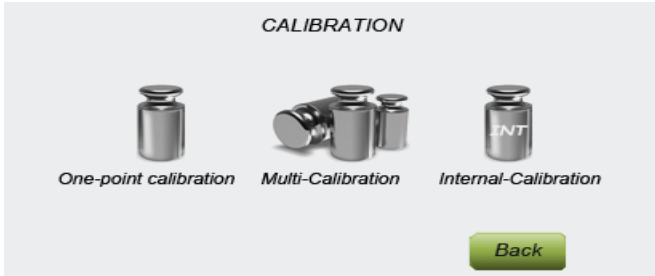 CALIBRATION
INT
One-point calibration
Multi-Calibration
Internal-Calibration
Back